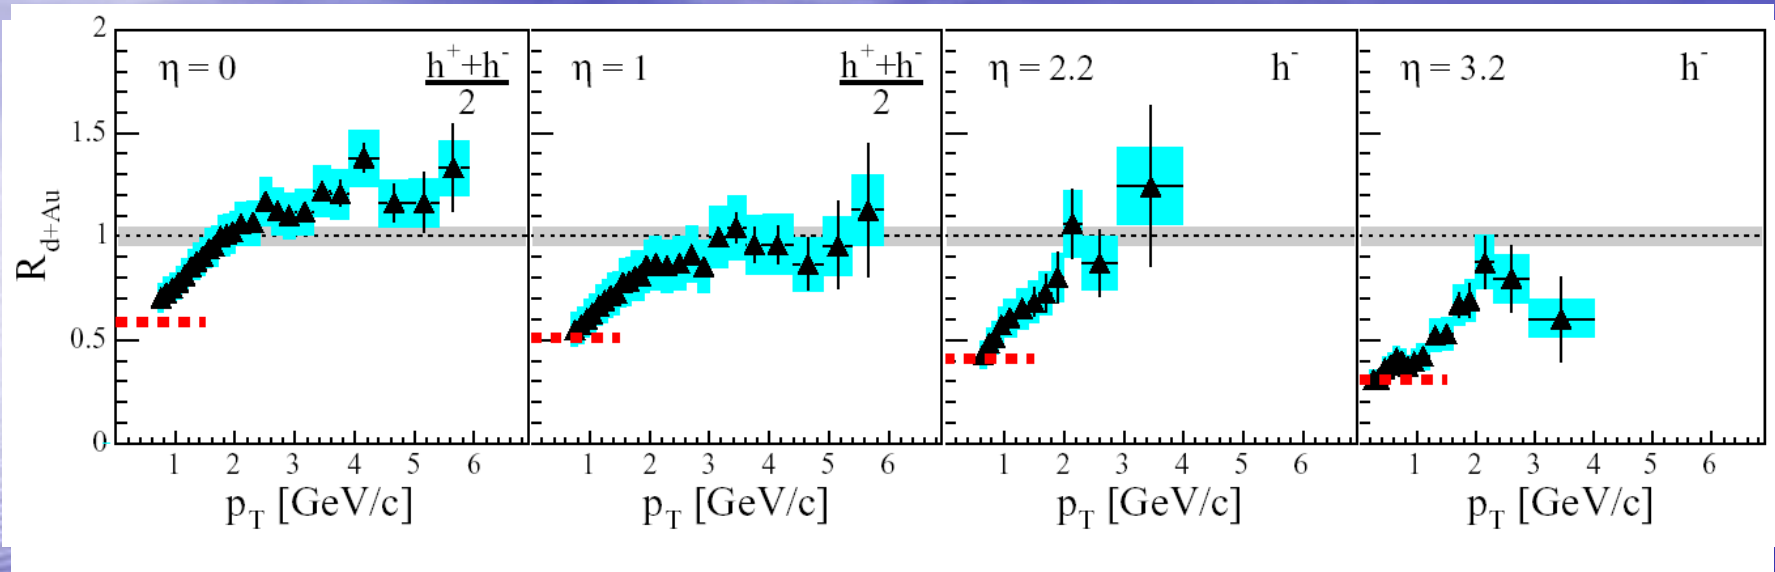 2
1.5
1
0.5
0
R_{d+Au}
η = 0
h⁺+h⁻
2
η = 1
h⁺+h⁻
2
η = 2.2 h⁻
η = 3.2 h⁻
1 2 3 4 5 6
1 2 3 4 5 6
1 2 3 4 5 6
1 2 3 4 5 6
p_T [GeV/c]
p_T [GeV/c]
p_T [GeV/c]
p_T [GeV/c]